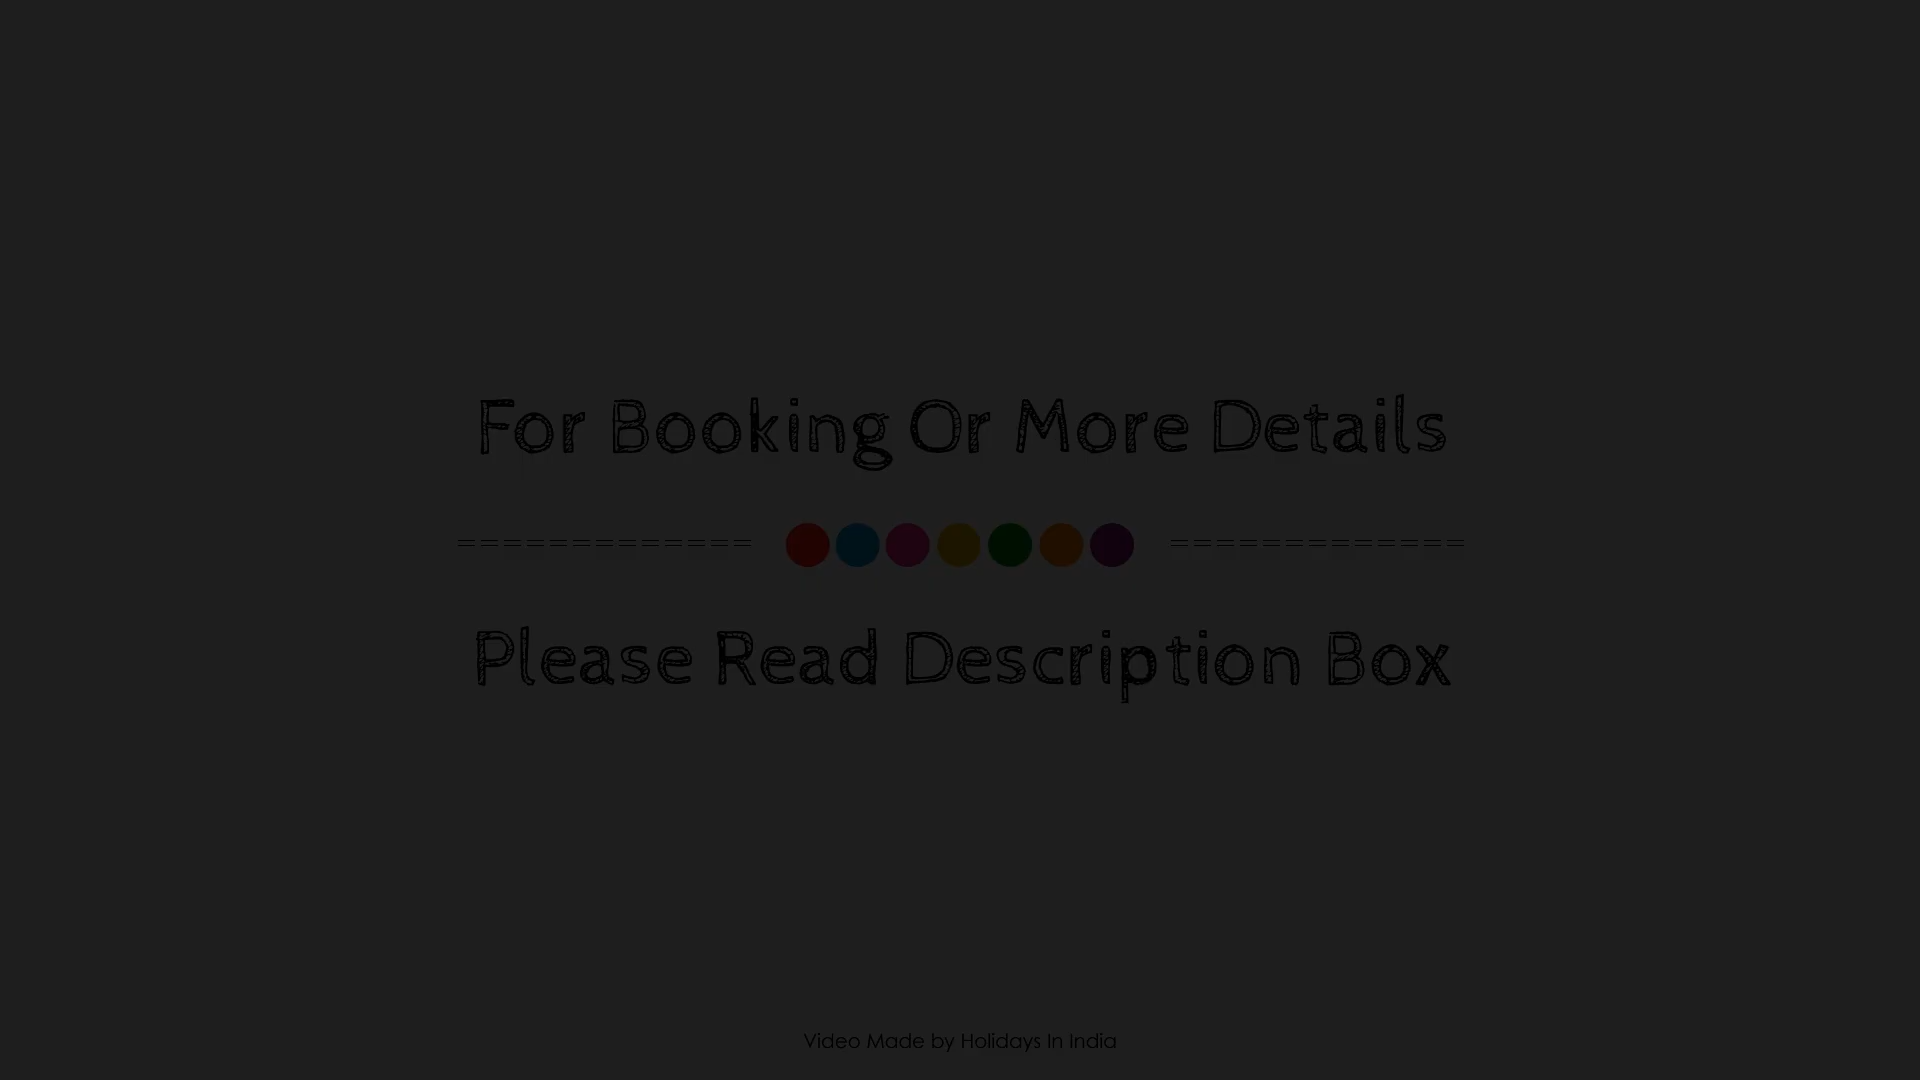 For Booking Or More Details
============= =============
Please Read Description Box
Video Made by Holidays In India